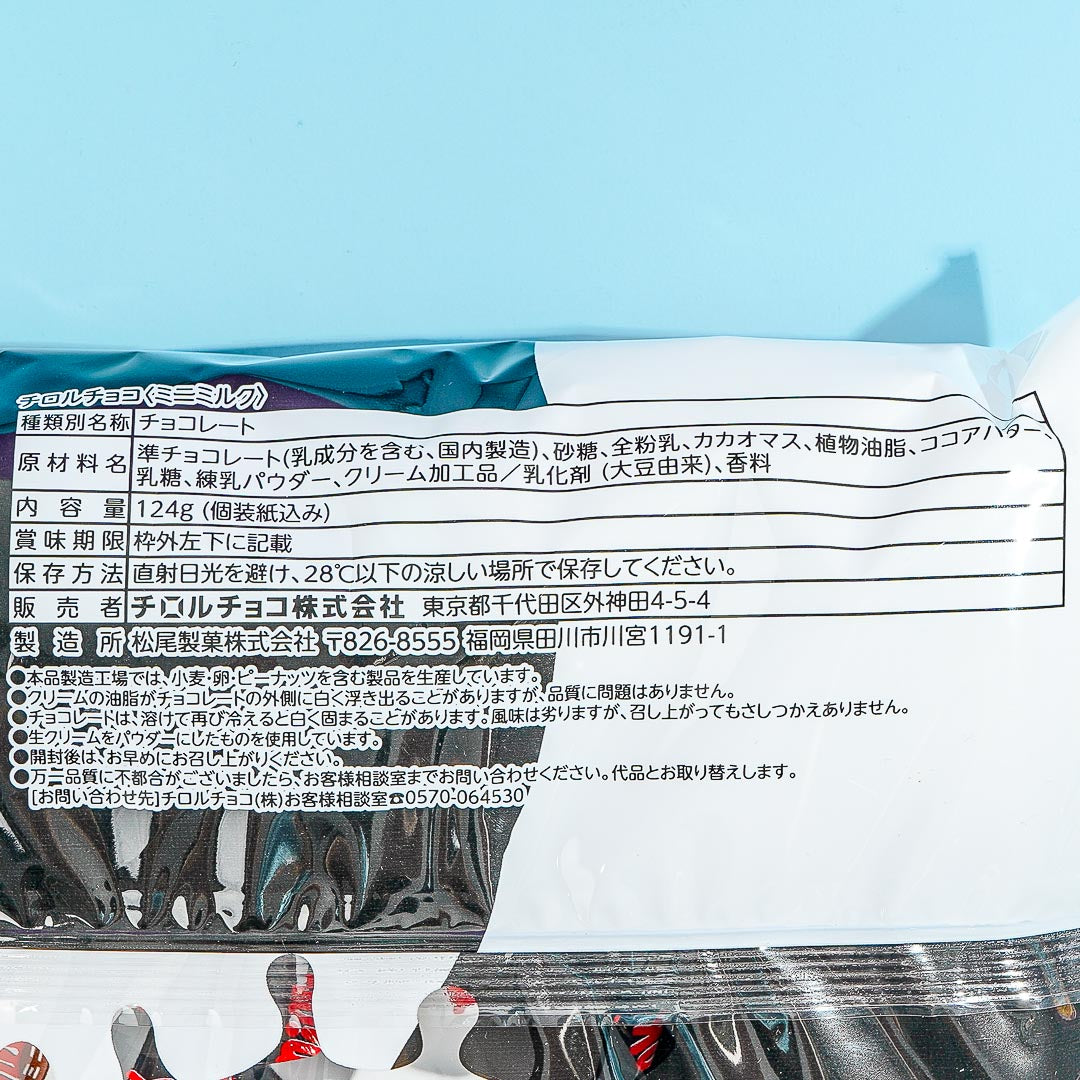 チロルチョコ〈ミニミルク〉
種類別名称 チョコレート
原材料名 準チョコレート(乳成分を含む、国内製造)、砂糖、全粉乳、カカオマス、植物油脂、ココアパウダー、
乳糖、練乳パウダー、クリーム加工品／乳化剤(大豆由来)、香料
内容量 124g(個装紙込み)
賞味期限 枠外左下に記載
保存方法 直射日光を避け、28℃以下の涼しい場所で保存してください。
販売者 チロルチョコ株式会社 東京都千代田区外神田4-5-4
製造所 松尾製菓株式会社 〒826-8555 福岡県田川市川宮1191-1
●本品製造工場では、小麦・卵・ピーナッツを含む製品を生産しています。
●クリームの油脂がチョコレートの外側に白く浮き出ることがありますが、品質に問題はありません。
●チョコレートは、溶けて再び冷えると白く固まることがあります。風味は劣りますが、召し上がってもさしつかえありません。
●生クリームをパウダーにしたものを使用しています。
●開封後は、お早めにお召し上がりください。
●万一品質に不都合がございましたら、お客様相談室までお問い合わせください。代品とお取り替えします。
[お問い合わせ先]チロルチョコ(株)お客様相談室☎0570-064530